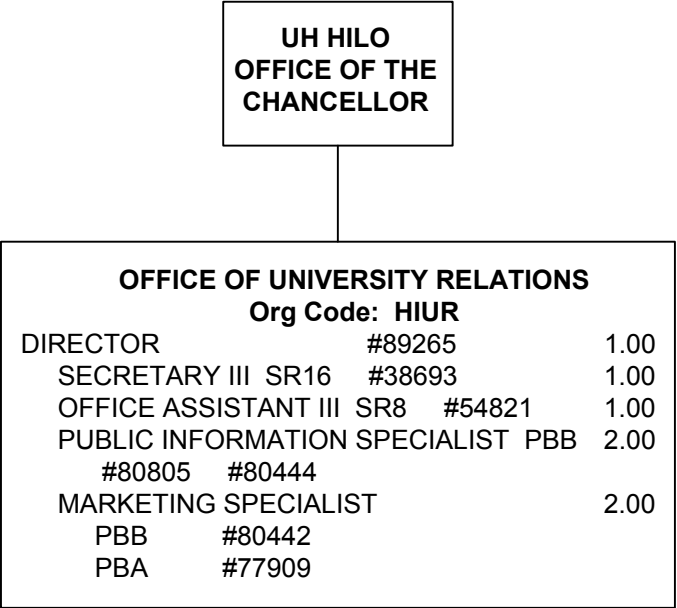 UH HILO
OFFICE OF THE
CHANCELLOR
OFFICE OF UNIVERSITY RELATIONS
Org Code: HIUR
DIRECTOR #89265 1.00
SECRETARY III SR16 #38693 1.00
OFFICE ASSISTANT III SR8 #54821 1.00
PUBLIC INFORMATION SPECIALIST PBB 2.00
#80805 #80444
MARKETING SPECIALIST 2.00
PBB #80442
PBA #77909